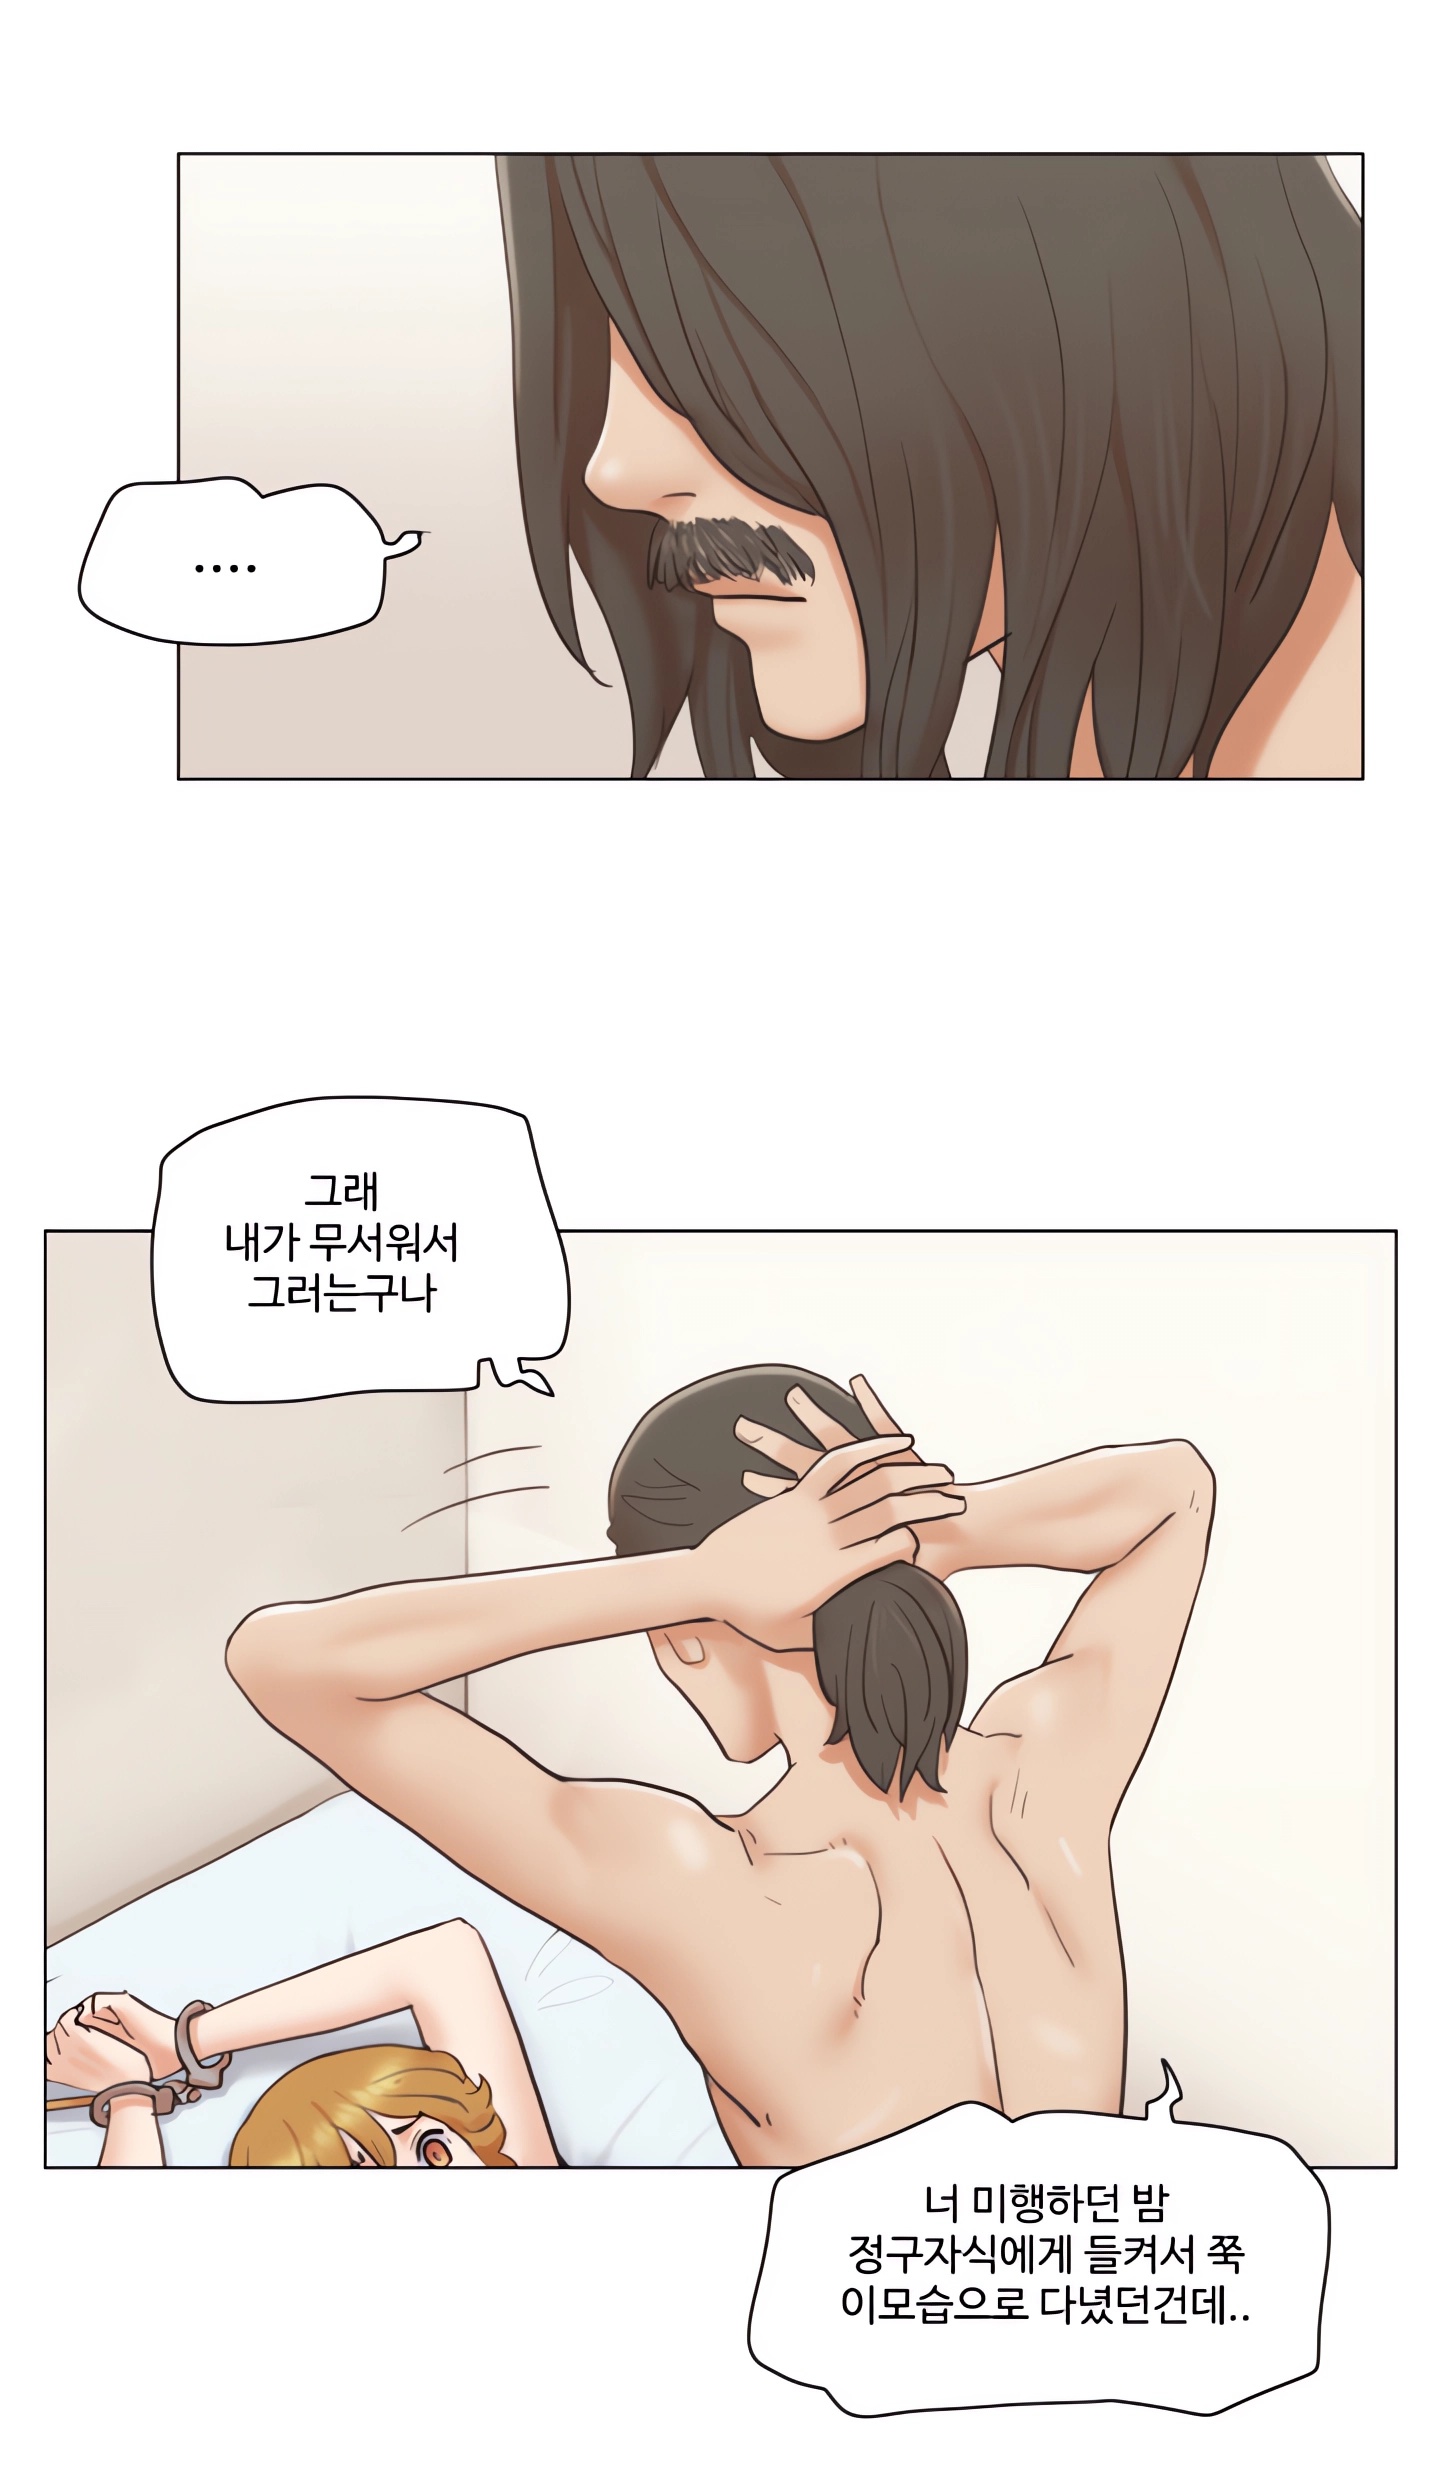 ....
그래
내가 무서워서
그러는구나
너 미행하던 밤
정구자식에게 들켜서 쭉
이모습으로 다녔던건데..